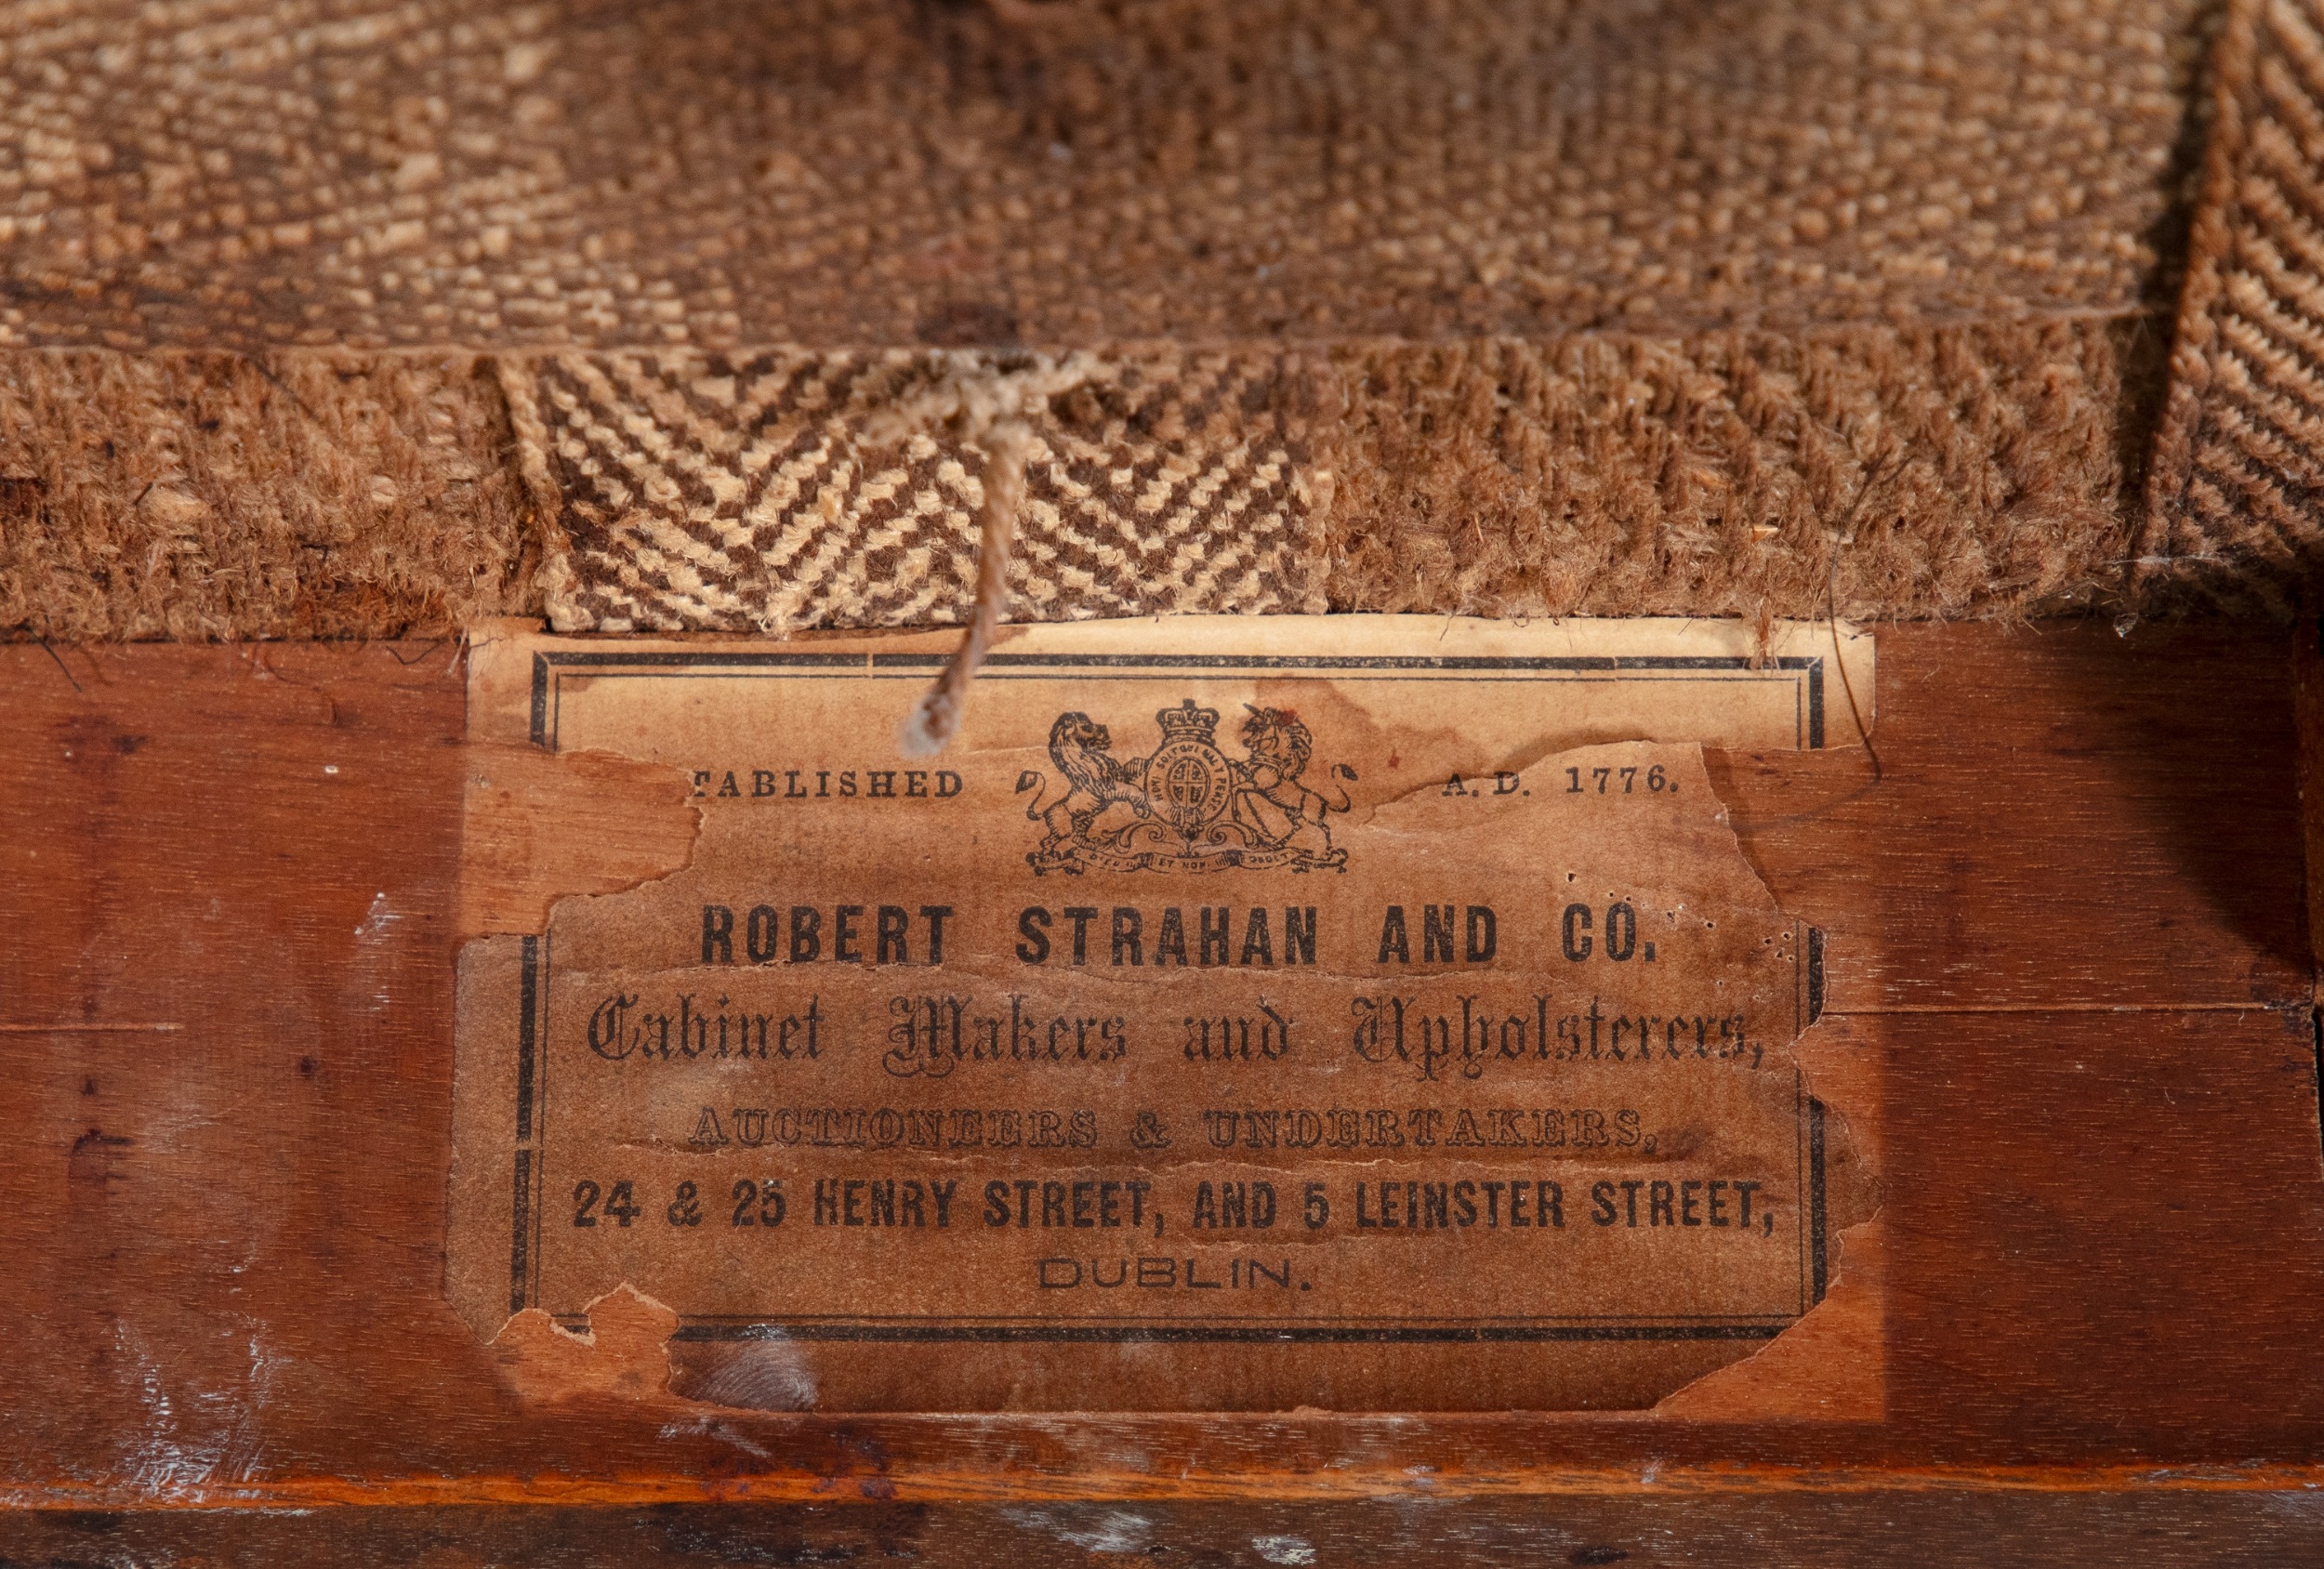 TABLISHED A.D. 1776.
ROBERT STRAHAN AND CO.
Cabinet Makers and Upholsterers,
AUCTIONEERS & UNDERTAKERS,
24 & 25 HENRY STREET, AND 5 LEINSTER STREET,
DUBLIN.